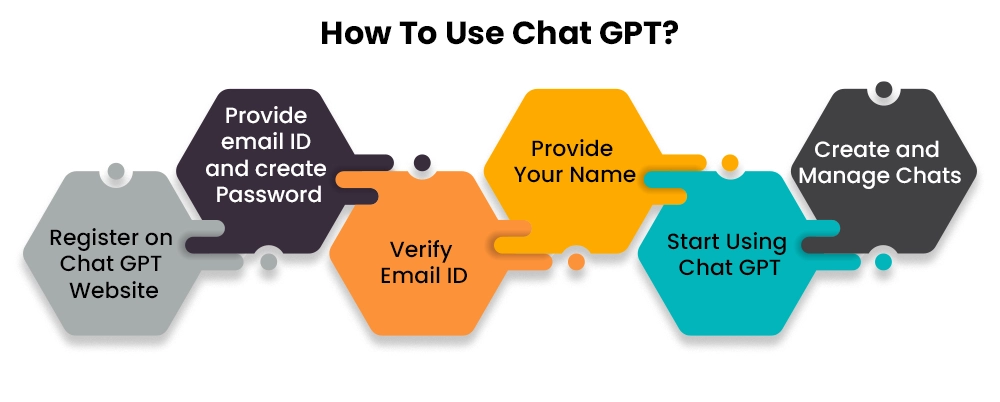 How To Use Chat GPT?
Register on
Chat GPT
Website
Provide
email ID
and create
Password
Verify
Email ID
Provide
Your Name
Start Using
Chat GPT
Create and
Manage Chats